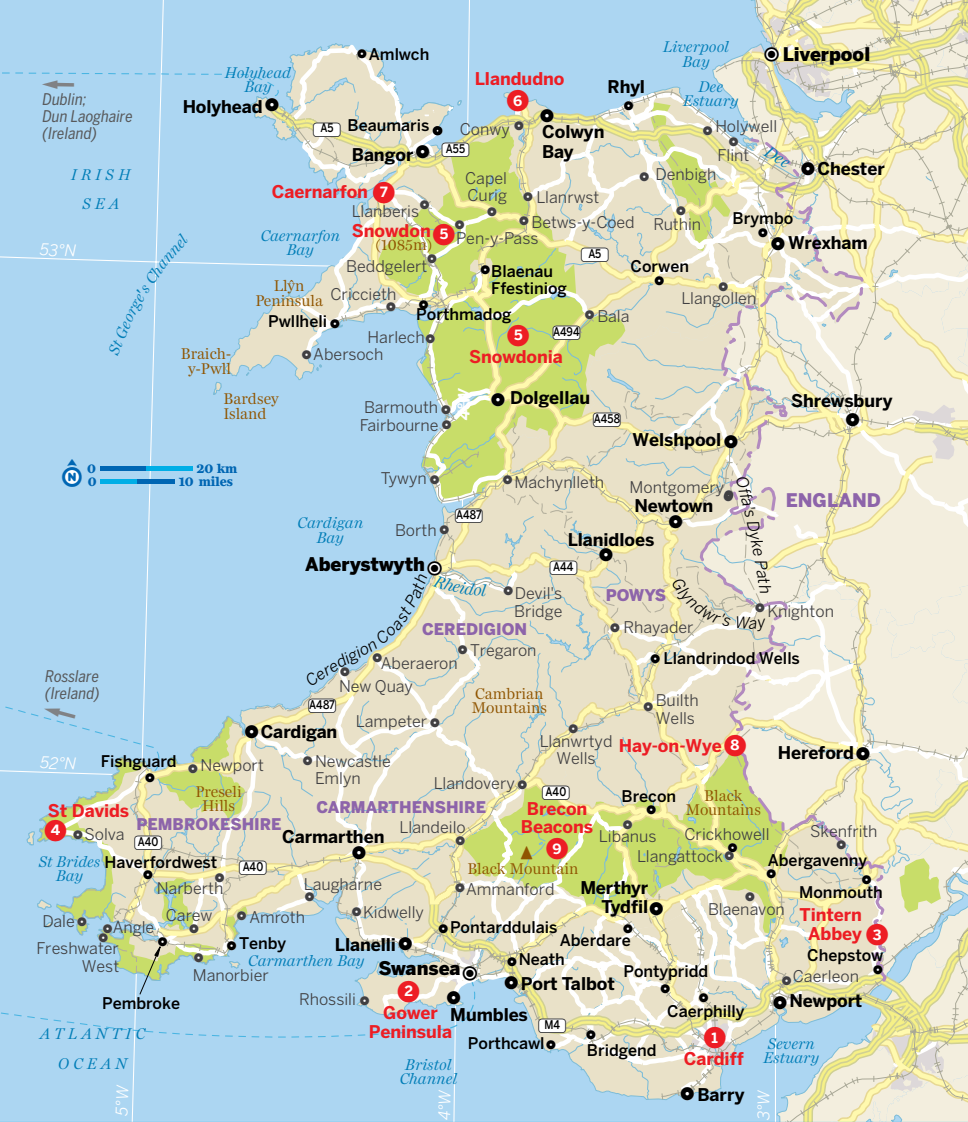 Amlwch
Liverpool
Bay
Liverpool
Holyhead
Bay
Llandudno
6
Rhyl
Dee
Estuary
Dublin;
Dun Laoghaire
(Ireland)
Holyhead
A5
Beaumaris
Conwy
Colwyn
Bay
Holywell
Flint
Dee
Bangor
A55
Chester
IRISH
SEA
Capel
Curig
Denbigh
Caernarfon
7
Llanrwst
Llanberis
Betws-y-Coed
Ruthin
Brymbo
Snowdon
5
(1085m)
Pen-y-Pass
Wrexham
Caernarfon
Bay
53°N
A5
Beddgelert
Corwen
St George's Channel
Blaenau
Ffestiniog
Llŷn
Peninsula
Criccieth
Llangollen
Porthmadog
Pwllheli
Bala
Harlech
5
A494
Snowdonia
Abersoch
Braich-
y-Pwll
Bardsey
Island
Dolgellau
Shrewsbury
Barmouth
Fairbourne
A458
Welshpool
0
20 km
N
0
10 miles
Tywyn
Machynlleth
Montgomery
Offa's Dyke Path
ENGLAND
Newtown
A487
Cardigan
Bay
Borth
Llanidloes
Aberystwyth
A44
Rheidol
Devil's
Bridge
POWYS
Glyndwr's Way
Knighton
Ceredigion Coast Path
CEREDIGION
Rhayader
Tregaron
Aberaeron
Llandrindod Wells
Rosslare
(Ireland)
New Quay
Cambrian
Mountains
A487
Builth
Wells
Lampeter
Cardigan
Llanwrtyd
Wells
Hay-on-Wye
8
Hereford
52°N
Fishguard
Newport
Newcastle
Emlyn
Llandovery
Preseli
Hills
A40
Black
Mountains
St Davids
4
CARMARTHENSHIRE
Brecon
Brecon
Beacons
9
Solva
PEMBROKESHIRE
Llandeilo
Libanus
Crickhowell
Skenfrith
A40
Carmarthen
St Brides
Bay
Haverfordwest
A40
Black Mountain
Llangattock
Abergavenny
Narberth
Laugharne
Ammanford
Merthyr
Tydfil
Monmouth
Blaenavon
Tintern
Abbey
3
Dale
Angle
Carew
Amroth
Kidwelly
Pontarddulais
Aberdare
Freshwater
West
Tenby
Llanelli
Chepstow
Carmarthen Bay
Neath
Manorbier
Swansea
Pontypridd
Caerleon
Port Talbot
Pembroke
Rhossili
2
Gower
Peninsula
Mumbles
Caerphilly
Newport
ATLANTIC
OCEAN
M4
Porthcawl
Bridgend
1
Cardiff
Severn
Estuary
Bristol
Channel
Barry
5°W
4°W
3°W